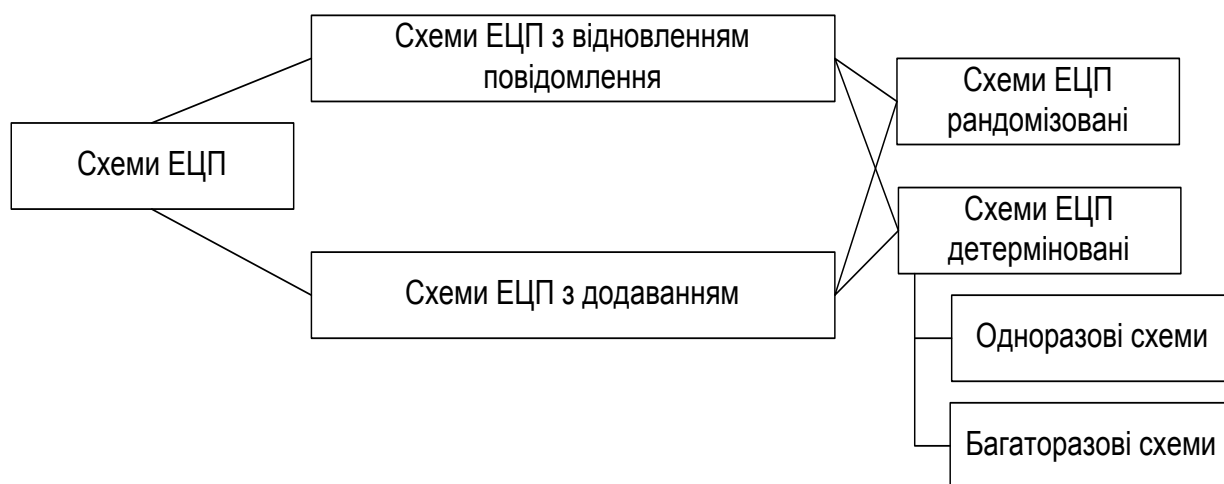 Схеми ЕЦП
Схеми ЕЦП з відновленням
повідомлення
Схеми ЕЦП з додаванням
Схеми ЕЦП
рандомізовані
Схеми ЕЦП
детерміновані
Одноразові схеми
Багаторазові схеми